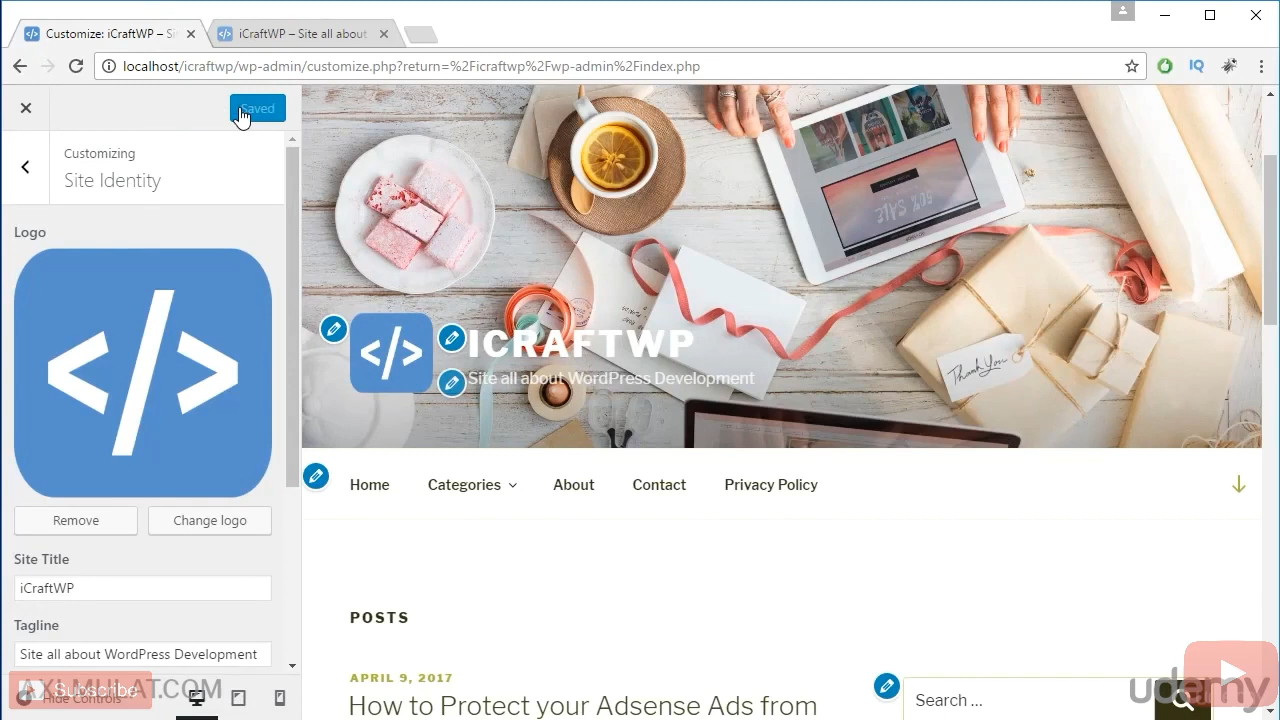 Customize: iCraftWP – Si
iCraftWP – Site all about
localhost/icraftwp/wp-admin/customize.php?return=%2Ficraftwp%2Fwp-admin%2Findex.php
IQ
Saved
Customizing
Site Identity
Logo
</>
Remove
Change logo
Site Title
iCraftWP
Tagline
Site all about WordPress Development
Hide Controls
Subscribe
Thank You
</>
ICRAFTWP
Site all about WordPress Development
Home
Categories
About
Contact
Privacy Policy
POSTS
APRIL 9, 2017
How to Protect your Adsense Ads from
Search …
udemy